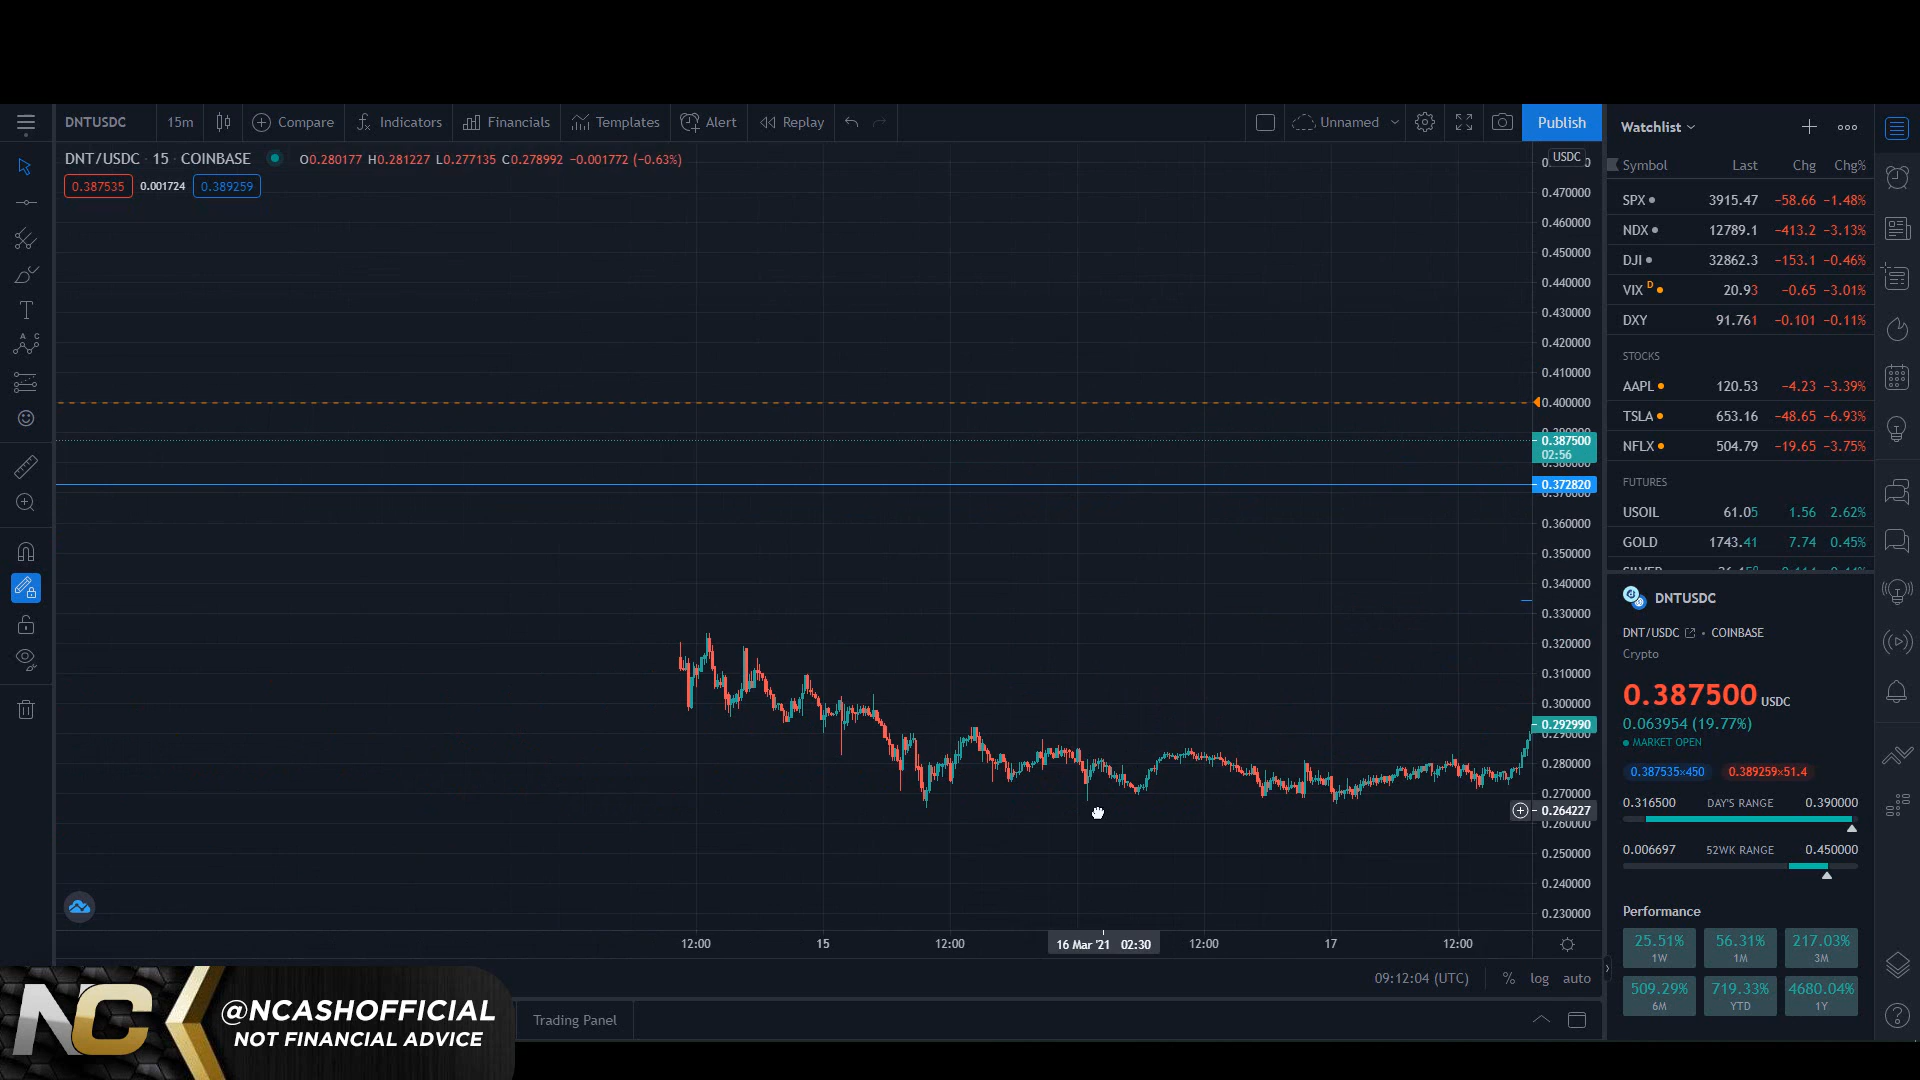 DNTUSDC 15m Compare Indicators Financials Templates Alert Replay Unnamed Publish
DNT/USDC · 15 · COINBASE O0.280177 H0.281227 L0.277135 C0.278992 −0.001772 (−0.63%)
0.387535 0.001724 0.389259
USDC
0.470000
0.460000
0.450000
0.440000
0.430000
0.420000
0.410000
0.400000
0.387500
02:56
0.372820
0.360000
0.350000
0.340000
0.330000
0.320000
0.310000
0.300000
0.292990
0.280000
0.270000
0.264227
0.260000
0.250000
0.240000
0.230000
12:00 15 12:00 16 Mar '21 02:30 12:00 17 12:00
09:12:04 (UTC) % log auto
Trading Panel
NC
@NCASHOFFICIAL
NOT FINANCIAL ADVICE
Watchlist
Symbol Last Chg Chg%
SPX 3915.47 −58.66 −1.48%
NDX 12789.1 −413.2 −3.13%
DJI 32862.3 −153.1 −0.46%
VIX D 20.93 −0.65 −3.01%
DXY 91.761 −0.101 −0.11%
STOCKS
AAPL 120.53 −4.23 −3.39%
TSLA 653.16 −48.65 −6.93%
NFLX 504.79 −19.65 −3.75%
FUTURES
USOIL 61.05 1.56 2.62%
GOLD 1743.41 7.74 0.45%
DNTUSDC
DNT/USDC • COINBASE
Crypto
0.387500 USDC
0.063954 (19.77%)
MARKET OPEN
0.387535×450 0.389259×51.4
0.316500 DAY'S RANGE 0.390000
0.006697 52WK RANGE 0.450000
Performance
25.51% 56.31% 217.03%
1W 1M 3M
509.29% 719.33% 4680.04%
6M YTD 1Y